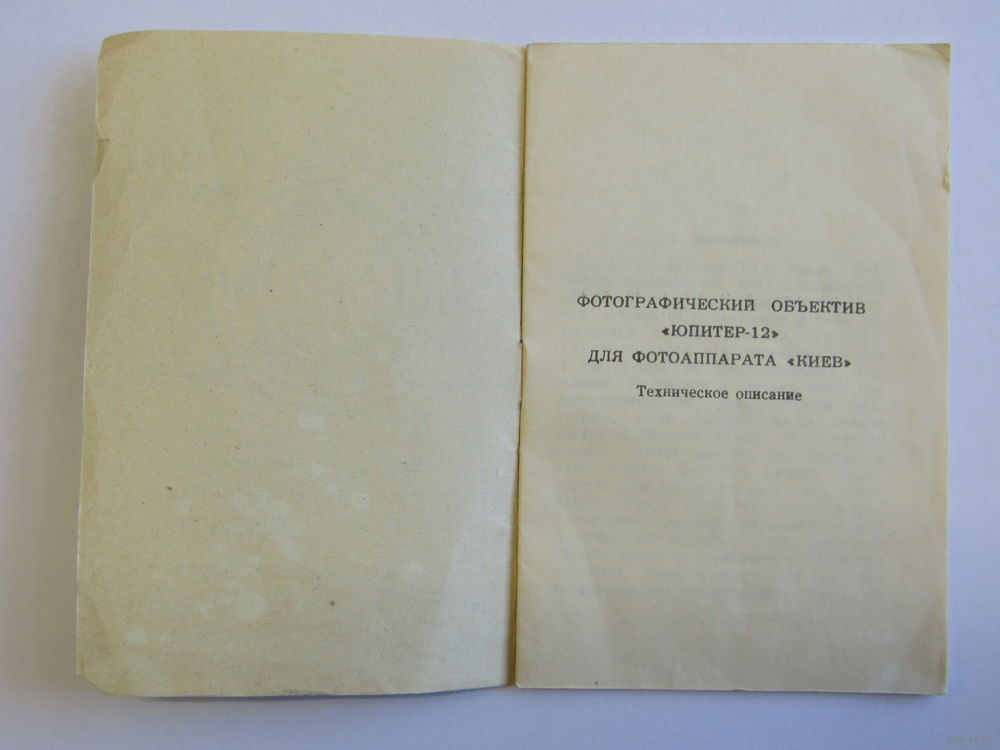 ФОТОГРАФИЧЕСКИЙ ОБЪЕКТИВ
«ЮПИТЕР-12»
ДЛЯ ФОТОАППАРАТА «КИЕВ»
Техническое описание